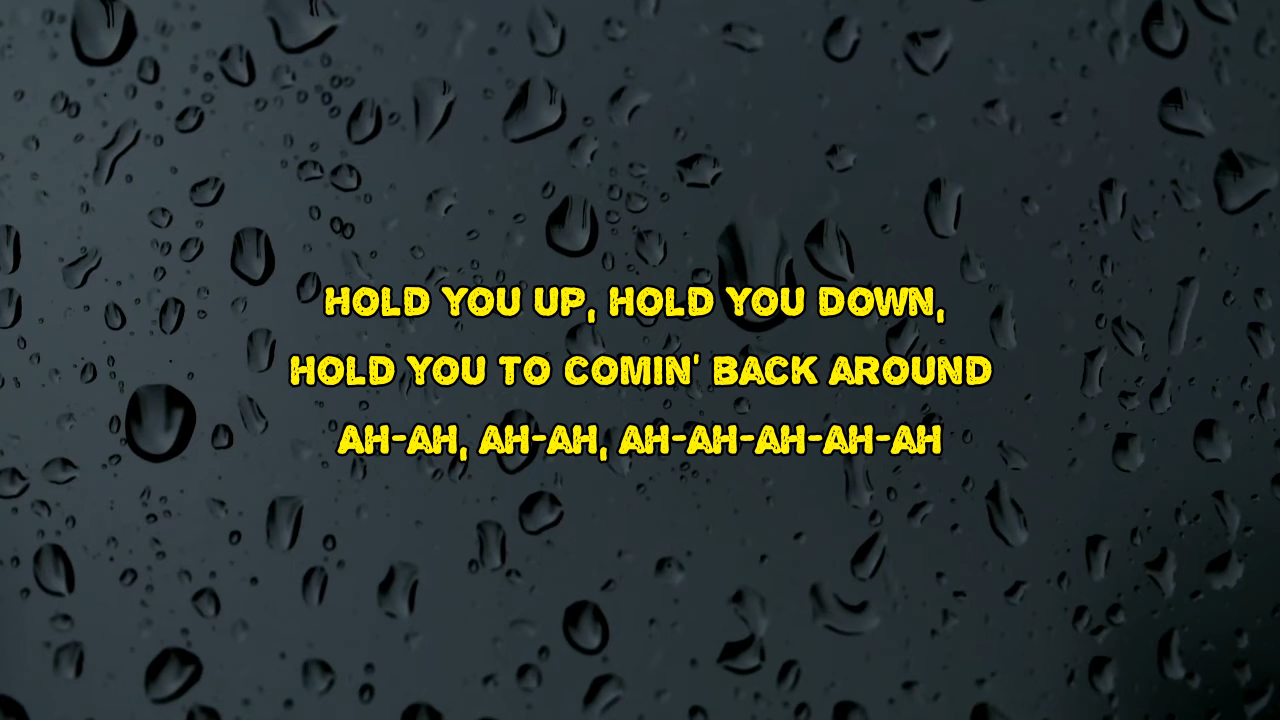 HOLD YOU UP, HOLD YOU DOWN,
HOLD YOU TO COMIN' BACK AROUND
AH-AH, AH-AH, AH-AH-AH-AH-AH